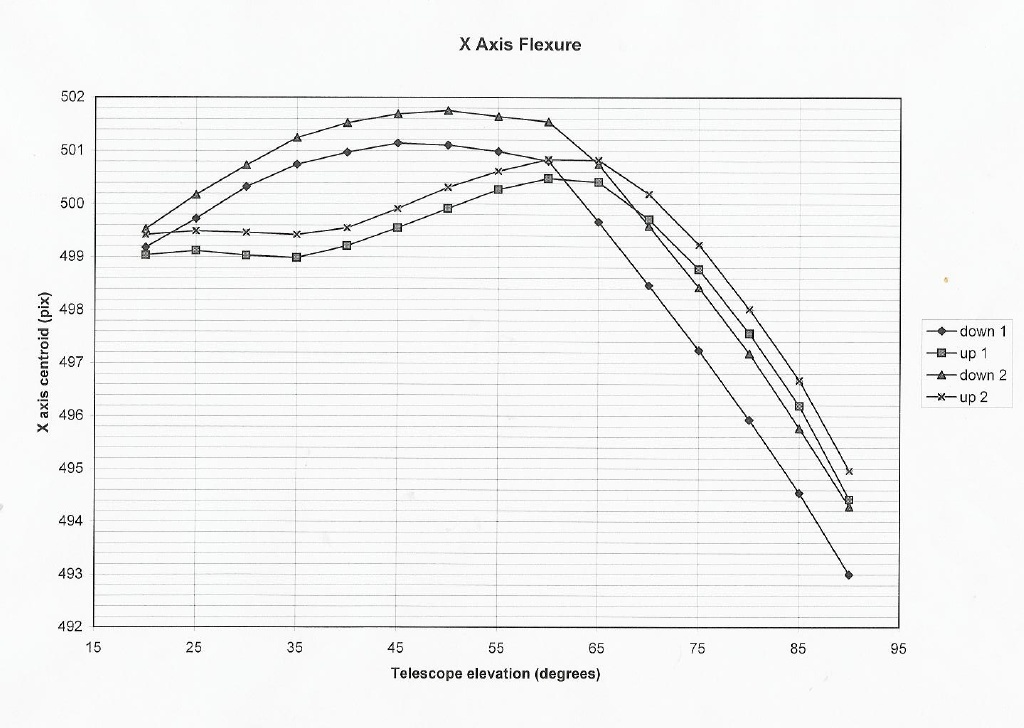 X Axis Flexure
502
501
500
499
498
497
496
495
494
493
492
X axis centroid (pix)
15 25 35 45 55 65 75 85 95
Telescope elevation (degrees)
down 1
up 1
down 2
up 2